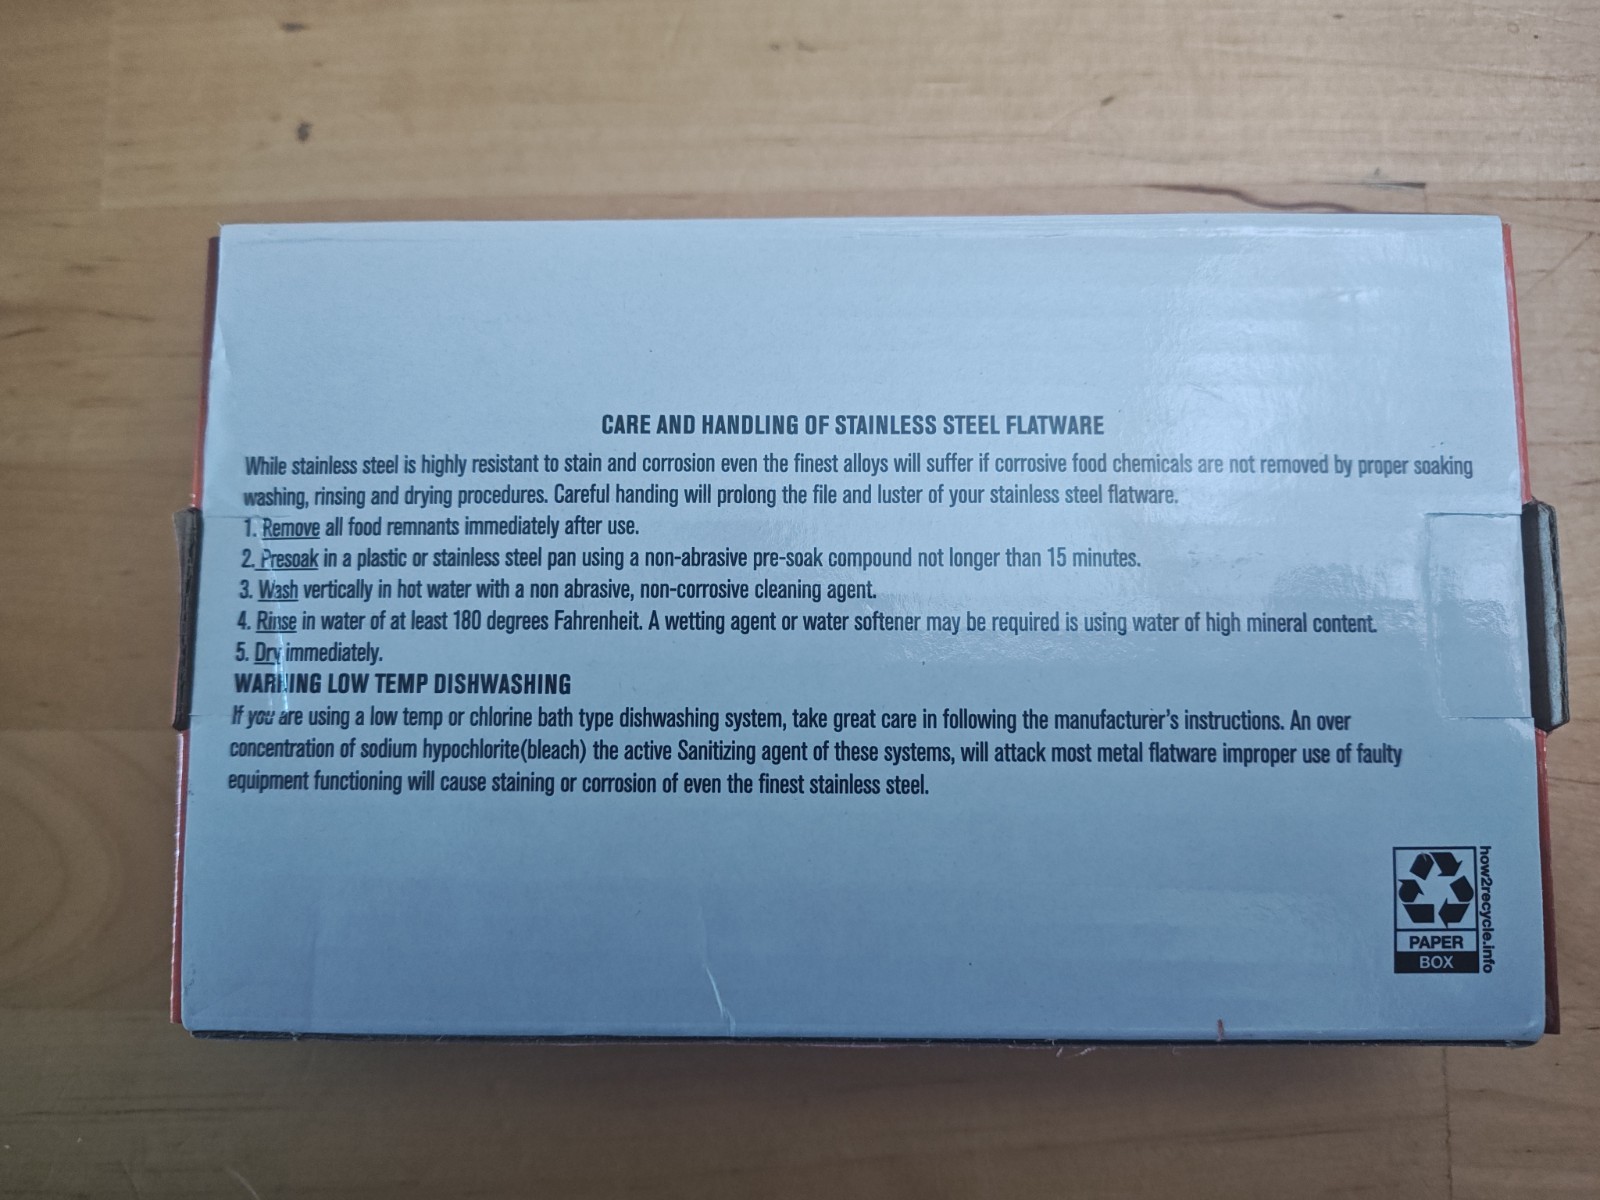 CARE AND HANDLING OF STAINLESS STEEL FLATWARE
While stainless steel is highly resistant to stain and corrosion even the finest alloys will suffer if corrosive food chemicals are not removed by proper soaking
washing, rinsing and drying procedures. Careful handing will prolong the file and luster of your stainless steel flatware.
1. Remove all food remnants immediately after use.
2. Presoak in a plastic or stainless steel pan using a non-abrasive pre-soak compound not longer than 15 minutes.
3. Wash vertically in hot water with a non abrasive, non-corrosive cleaning agent.
4. Rinse in water of at least 180 degrees Fahrenheit. A wetting agent or water softener may be required is using water of high mineral content.
5. Dry immediately.
WARNING LOW TEMP DISHWASHING
If you are using a low temp or chlorine bath type dishwashing system, take great care in following the manufacturer's instructions. An over
concentration of sodium hypochlorite(bleach) the active Sanitizing agent of these systems, will attack most metal flatware improper use of faulty
equipment functioning will cause staining or corrosion of even the finest stainless steel.
PAPER
BOX
how2recycle.info